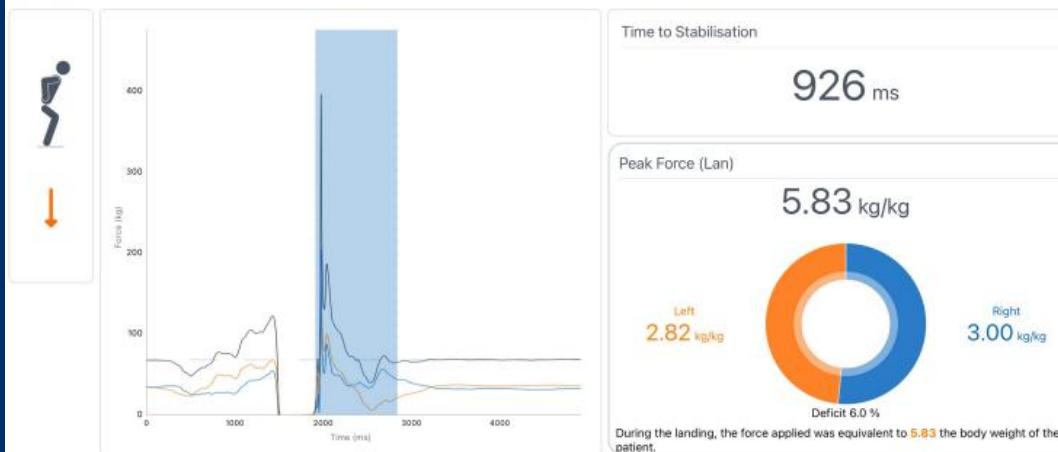 Force (kg)
400
300
200
100
0
0
1000
2000
3000
4000
Time (ms)
Time to Stabilisation
926 ms
Peak Force (Lan)
5.83 kg/kg
Left
2.82 kg/kg
Right
3.00 kg/kg
Deficit 6.0 %
During the landing, the force applied was equivalent to 5.83 the body weight of the
patient.